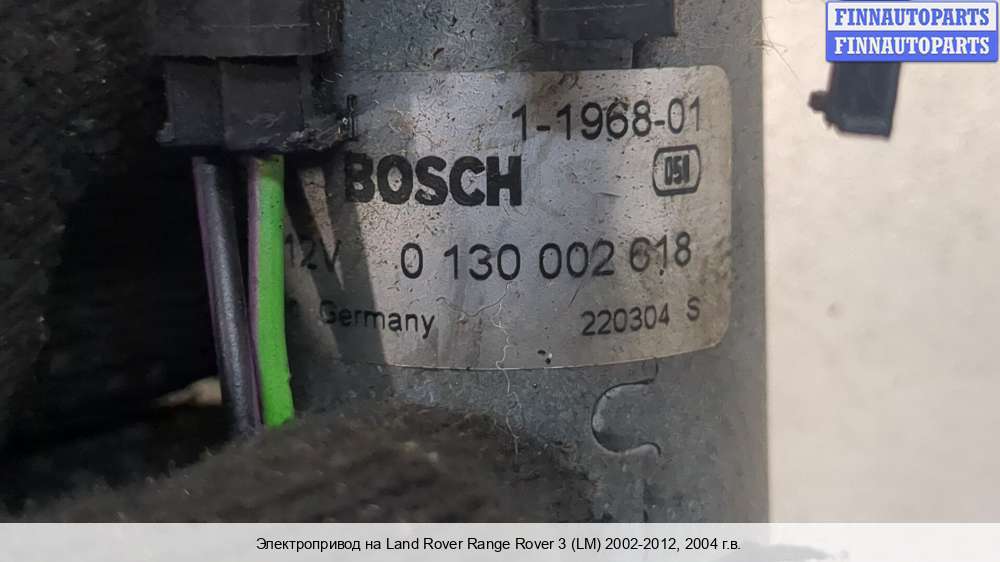 FINNAUTOPARTS
FINNAUTOPARTS
1-1968-01
BOSCH
12V 0 130 002 618
Germany
220304 S
Электропривод на Land Rover Range Rover 3 (LM) 2002-2012, 2004 г.в.